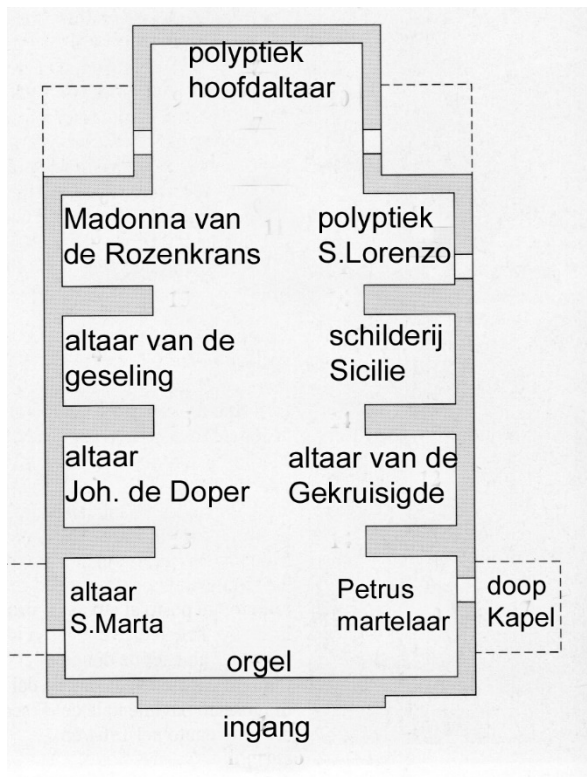 polyptiek
hoofdaltaar
Madonna van
de Rozenkrans
polyptiek
S.Lorenzo
altaar van de
geseling
schilderij
Sicilie
altaar
Joh. de Doper
altaar van de
Gekruisigde
altaar
S.Marta
Petrus
martelaar
doop
Kapel
orgel
ingang